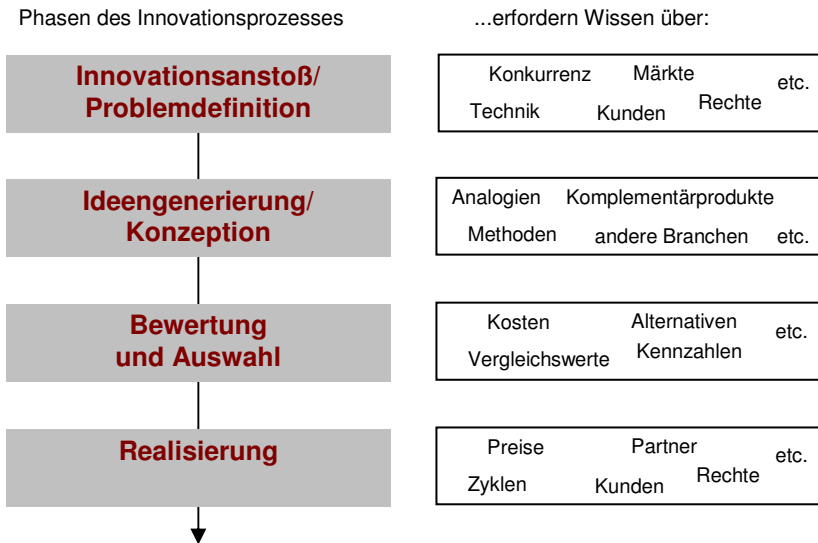 Phasen des Innovationsprozesses
...erfordern Wissen über:
Innovationsanstoß/
Problemdefinition
Konkurrenz Märkte etc.
Technik Kunden Rechte
Ideengenerierung/
Konzeption
Analogien Komplementärprodukte
Methoden andere Branchen etc.
Bewertung
und Auswahl
Kosten Alternativen etc.
Vergleichswerte Kennzahlen
Realisierung
Preise Partner etc.
Zyklen Kunden Rechte